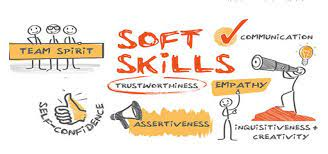 TEAM SPIRIT
SOFT
SKILLS
COMMUNICATION
TRUSTWORTHINESS
EMPATHY
SELF-CONFIDENCE
ASSERTIVENESS
INQUISITIVENESS +
CREATIVITY